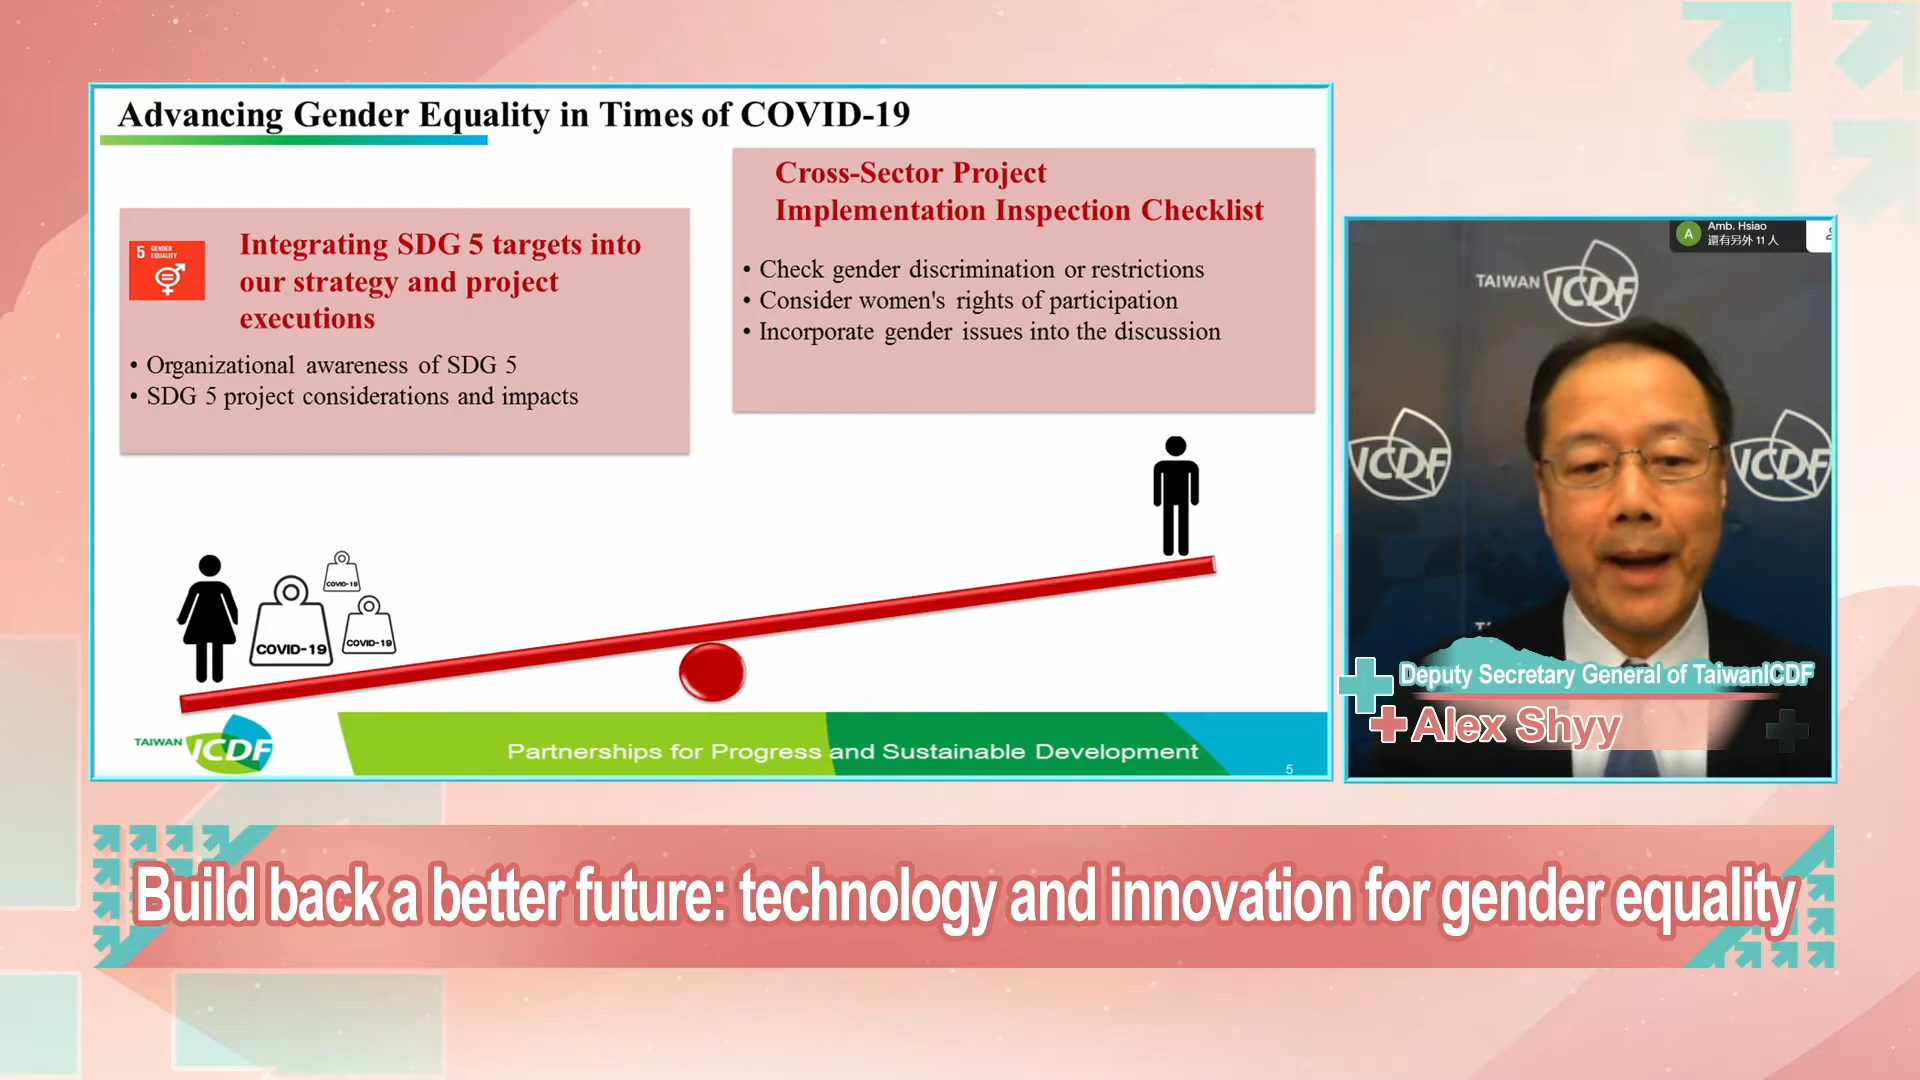 Advancing Gender Equality in Times of COVID-19
5 GENDER
EQUALITY
Integrating SDG 5 targets into
our strategy and project
executions
• Organizational awareness of SDG 5
• SDG 5 project considerations and impacts
Cross-Sector Project
Implementation Inspection Checklist
• Check gender discrimination or restrictions
• Consider women's rights of participation
• Incorporate gender issues into the discussion
COVID-19
COVID-19
COVID-19
TAIWAN ICDF
Partnerships for Progress and Sustainable Development
5
A
Amb. Hsiao
還有另外 11 人
TAIWAN ICDF
ICDF
ICDF
Deputy Secretary General of TaiwanICDF
Alex Shyy
Build back a better future: technology and innovation for gender equality